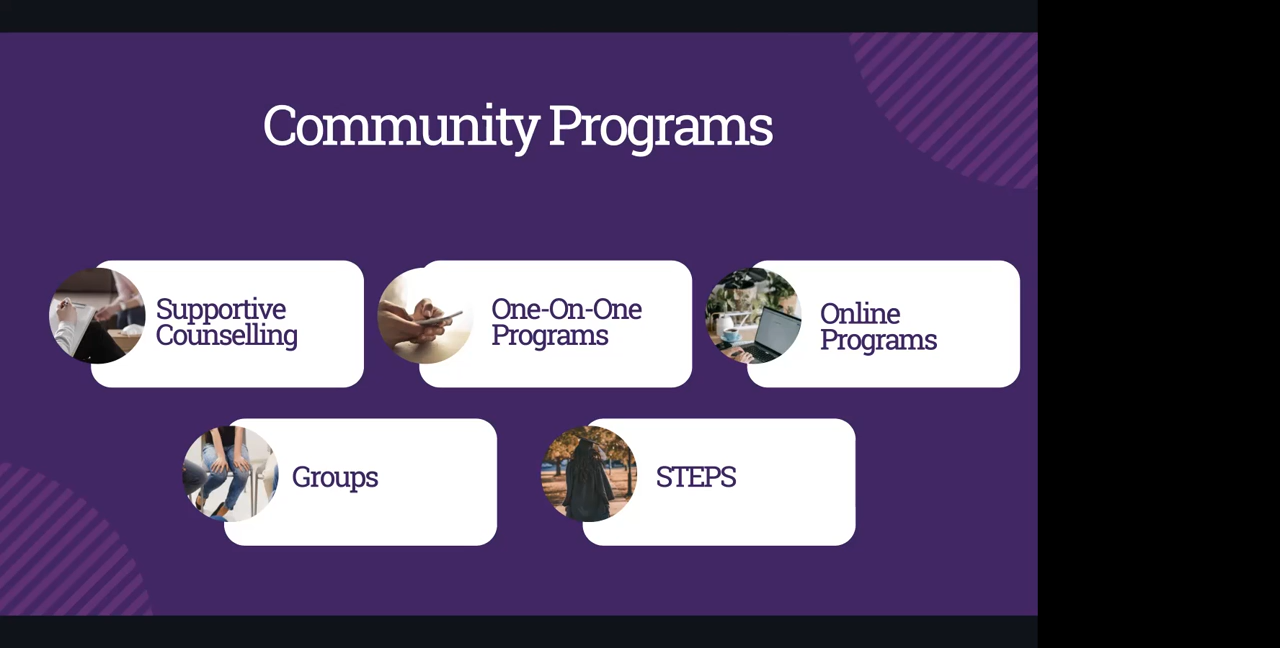 Community Programs
Supportive
Counselling
One-On-One
Programs
Online
Programs
Groups
STEPS